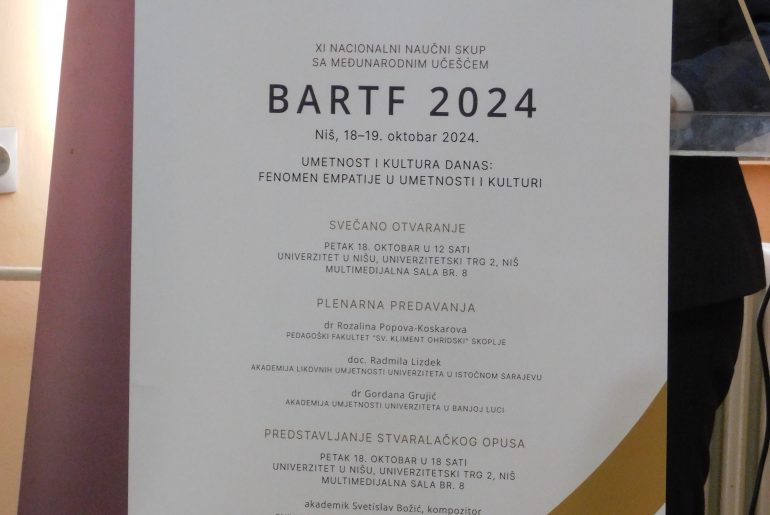 XI NACIONALNI NAUČNI SKUP
SA MEĐUNARODNIM UČEŠĆEM
BARTF 2024
Niš, 18–19. oktobar 2024.
UMETNOST I KULTURA DANAS:
FENOMEN EMPATIJE U UMETNOSTI I KULTURI
SVEČANO OTVARANJE
PETAK 18. OKTOBAR U 12 SATI
UNIVERZITET U NIŠU, UNIVERZITETSKI TRG 2, NIŠ
MULTIMEDIJALNA SALA BR. 8
PLENARNA PREDAVANJA
dr Rozalina Popova-Koskarova
PEDAGOŠKI FAKULTET "SV. KLIMENT OHRIDSKI" SKOPLJE
doc. Radmila Lizdek
AKADEMIJA LIKOVNIH UMJETNOSTI UNIVERZITETA U ISTOČNOM SARAJEVU
dr Gordana Grujić
AKADEMIJA UMJETNOSTI UNIVERZITETA U BANJOJ LUCI
PREDSTAVLJANJE STVARALAČKOG OPUSA
PETAK 18. OKTOBAR U 18 SATI
UNIVERZITET U NIŠU, UNIVERZITETSKI TRG 2, NIŠ
MULTIMEDIJALNA SALA BR. 8
akademik Svetislav Božić, kompozitor